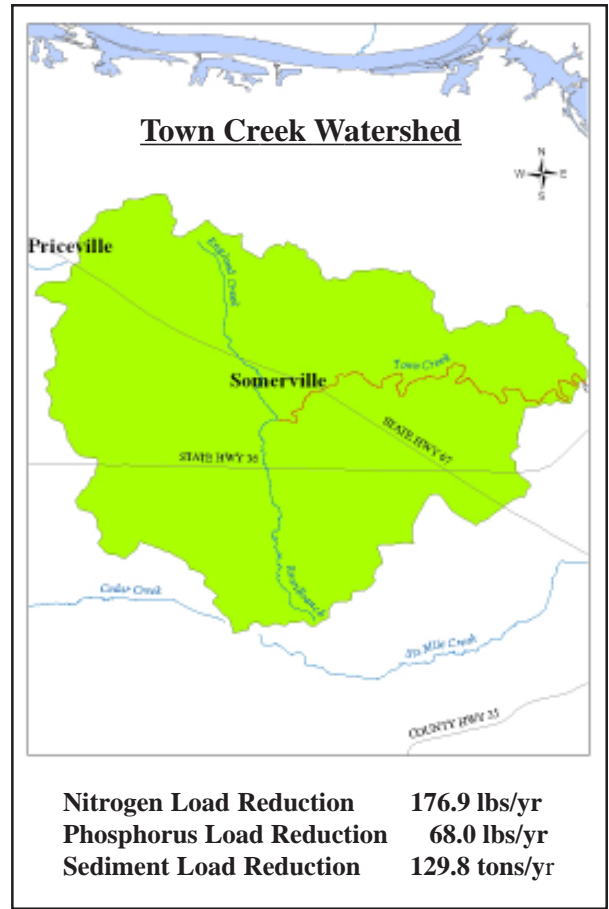 Town Creek Watershed
N
W E
S
Priceville
England
Creek
Town Creek
Somerville
STATE HWY 67
STATE HWY 36
Cedar Creek
Six Mile Creek
COUNTY HWY 35
Nitrogen Load Reduction 176.9 lbs/yr
Phosphorus Load Reduction 68.0 lbs/yr
Sediment Load Reduction 129.8 tons/yr